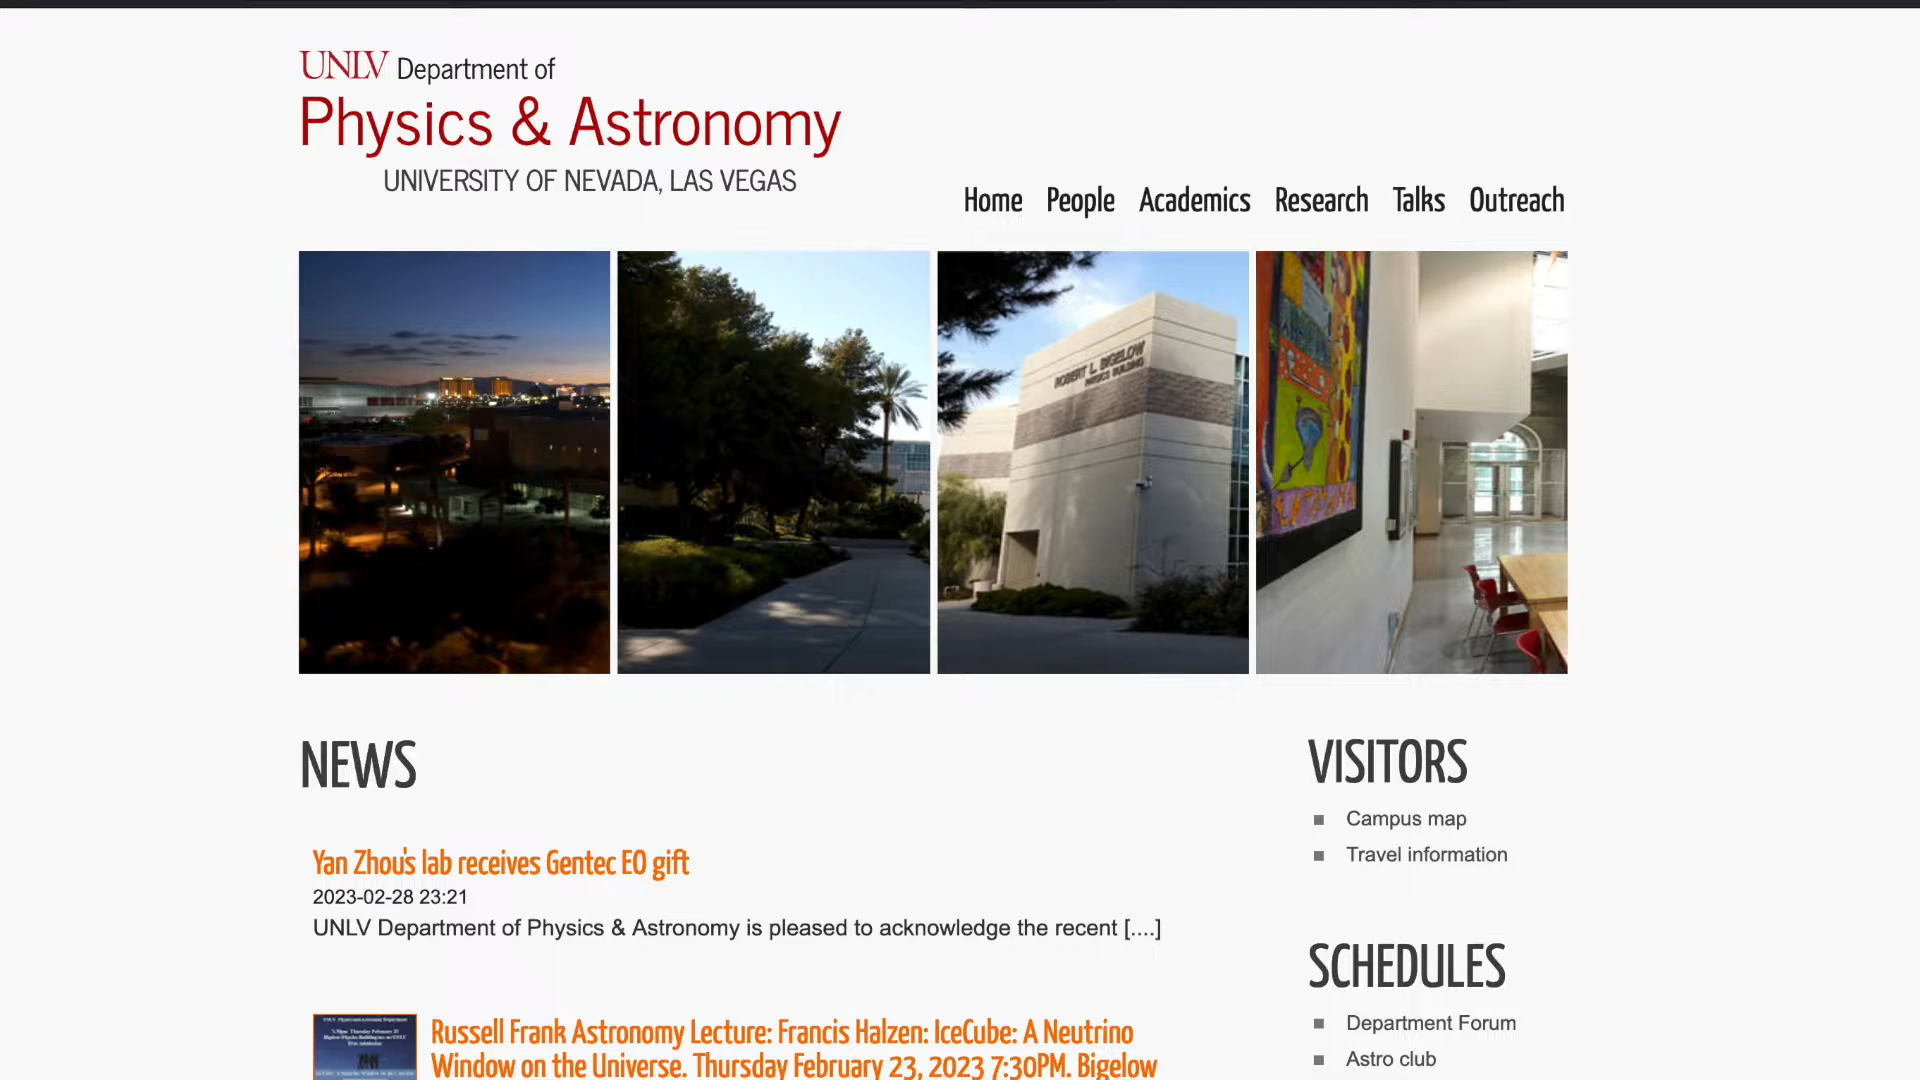 UNLV Department of
Physics & Astronomy
UNIVERSITY OF NEVADA, LAS VEGAS
Home People Academics Research Talks Outreach
ROBERT L. BIGELOW
PHYSICS BUILDING
NEWS
Yan Zhou's lab receives Gentec EO gift
2023-02-28 23:21
UNLV Department of Physics & Astronomy is pleased to acknowledge the recent [....]
Russell Frank Astronomy Lecture: Francis Halzen: IceCube: A Neutrino
Window on the Universe. Thursday February 23, 2023 7:30PM. Bigelow
VISITORS
Campus map
Travel information
SCHEDULES
Department Forum
Astro club